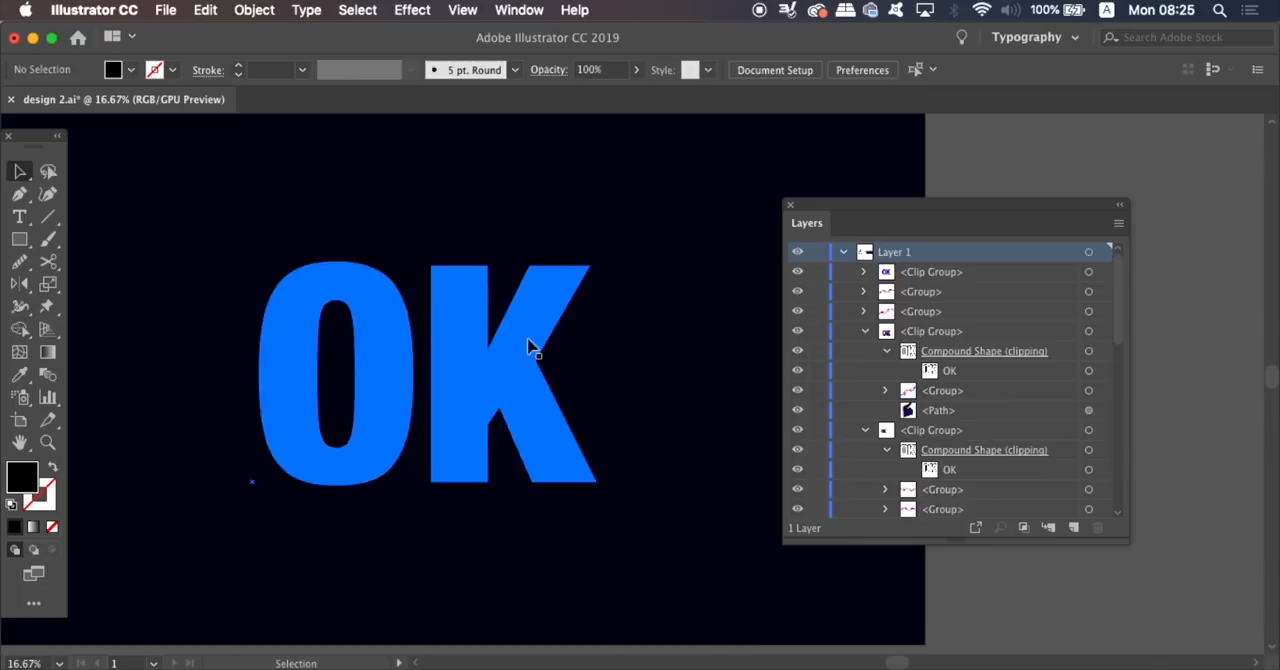 Illustrator CC File Edit Object Type Select Effect View Window Help 100% A Mon 08:25
Adobe Illustrator CC 2019 Typography Search Adobe Stock
No Selection Stroke: 5 pt. Round Opacity: 100% Style: Document Setup Preferences
design 2.ai* @ 16.67% (RGB/GPU Preview)
OK
Layers
Layer 1
<Clip Group>
<Group>
<Group>
<Clip Group>
Compound Shape (clipping)
OK
<Group>
<Path>
<Clip Group>
Compound Shape (clipping)
OK
<Group>
<Group>
1 Layer
16.67% 1 Selection